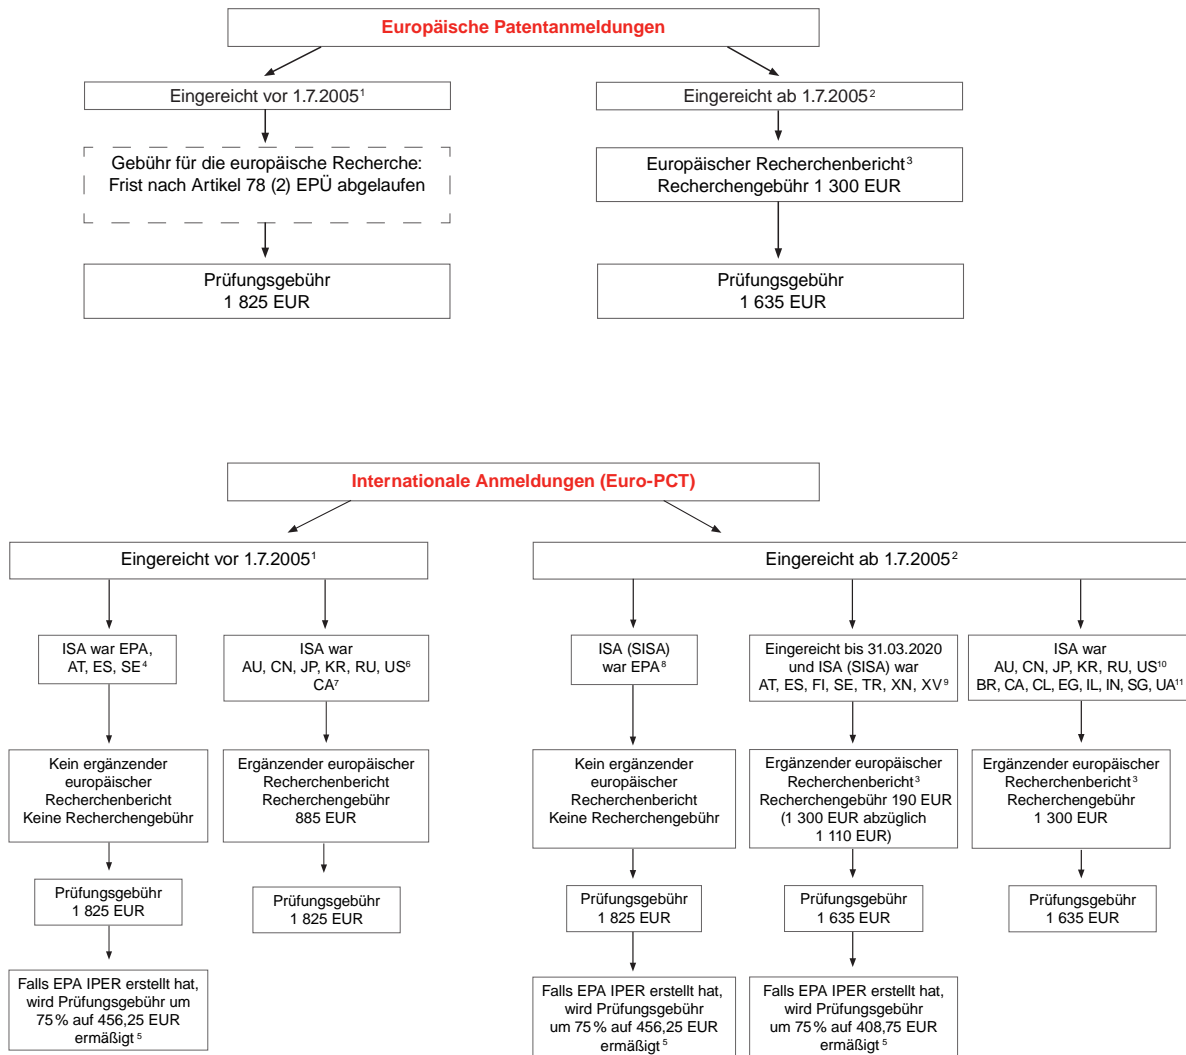 Europäische Patentanmeldungen
Eingereicht vor 1.7.2005¹
Gebühr für die europäische Recherche:
Frist nach Artikel 78 (2) EPÜ abgelaufen
Prüfungsgebühr
1 825 EUR
Eingereicht ab 1.7.2005²
Europäischer Recherchenbericht³
Recherchengebühr 1 300 EUR
Prüfungsgebühr
1 635 EUR
Internationale Anmeldungen (Euro-PCT)
Eingereicht vor 1.7.2005¹
ISA war EPA,
AT, ES, SE⁴
Kein ergänzender
europäischer
Recherchenbericht
Keine Recherchengebühr
Prüfungsgebühr
1 825 EUR
Falls EPA IPER erstellt hat,
wird Prüfungsgebühr um
75 % auf 456,25 EUR
ermäßigt ⁵
ISA war
AU, CN, JP, KR, RU, US⁶
CA⁷
Ergänzender europäischer
Recherchenbericht
Recherchengebühr
885 EUR
Prüfungsgebühr
1 825 EUR
Eingereicht ab 1.7.2005²
ISA (SISA)
war EPA⁸
Kein ergänzender
europäischer
Recherchenbericht
Keine Recherchengebühr
Prüfungsgebühr
1 825 EUR
Falls EPA IPER erstellt hat,
wird Prüfungsgebühr
um 75 % auf 456,25 EUR
ermäßigt ⁵
Eingereicht bis 31.03.2020
und ISA (SISA) war
AT, ES, FI, SE, TR, XN, XV⁹
Ergänzender europäischer
Recherchenbericht³
Recherchengebühr 190 EUR
(1 300 EUR abzüglich
1 110 EUR)
Prüfungsgebühr
1 635 EUR
Falls EPA IPER erstellt hat,
wird Prüfungsgebühr
um 75 % auf 408,75 EUR
ermäßigt ⁵
ISA war
AU, CN, JP, KR, RU, US¹⁰
BR, CA, CL, EG, IL, IN, SG, UA¹¹
Ergänzender europäischer
Recherchenbericht³
Recherchengebühr
1 300 EUR
Prüfungsgebühr
1 635 EUR